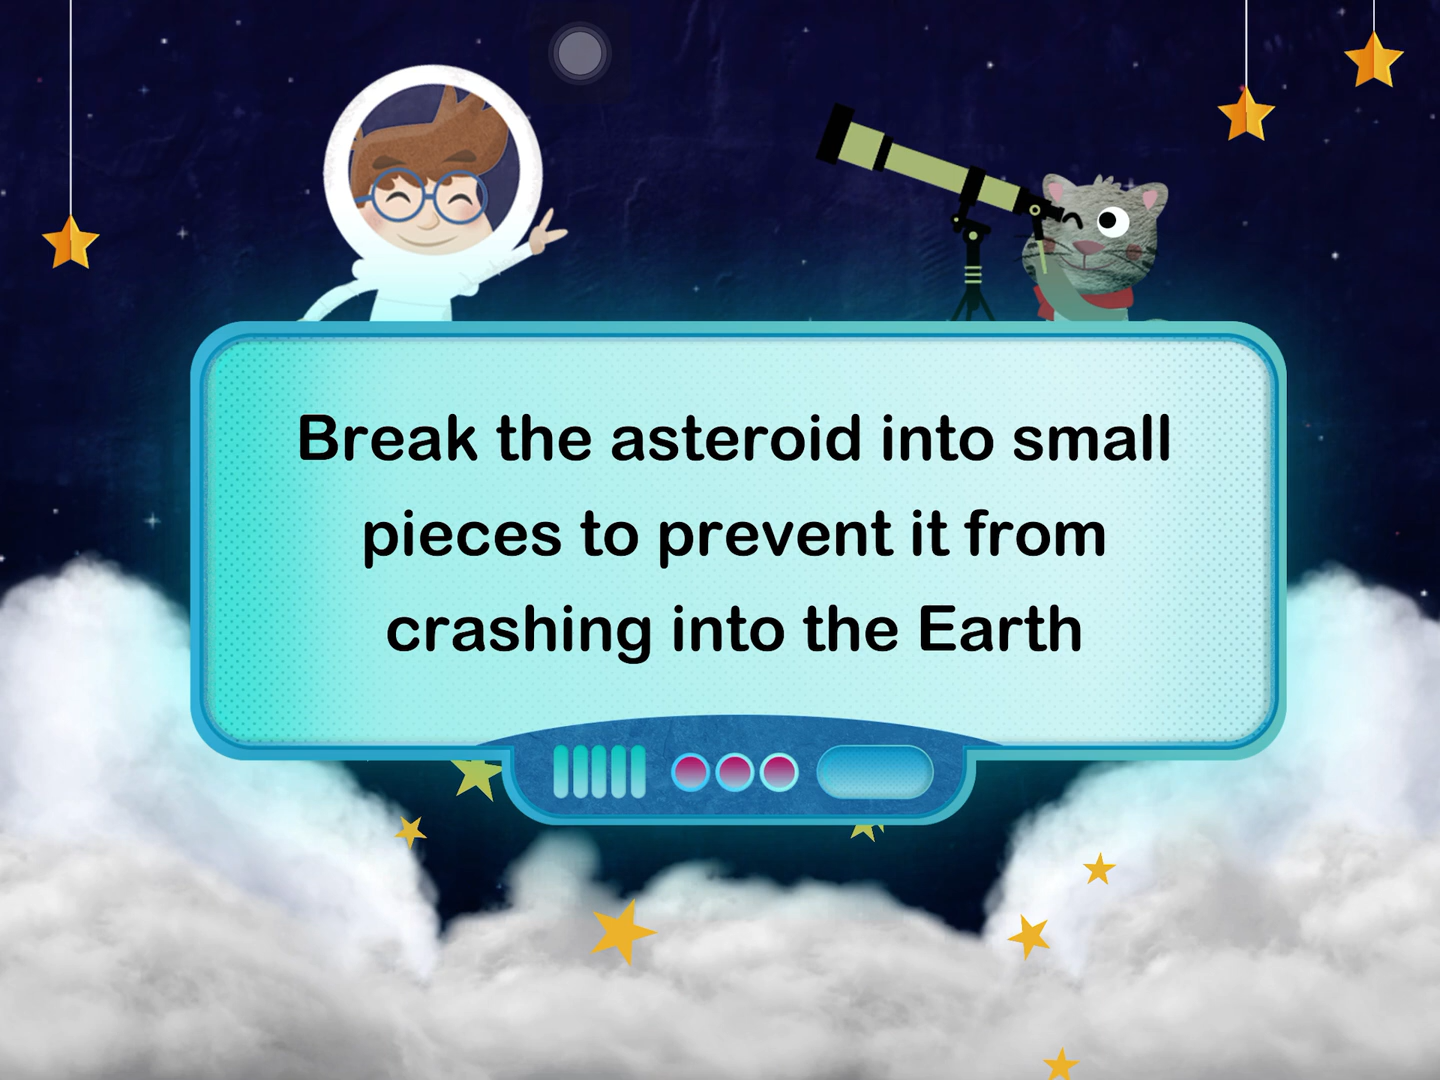 Break the asteroid into small
pieces to prevent it from
crashing into the Earth